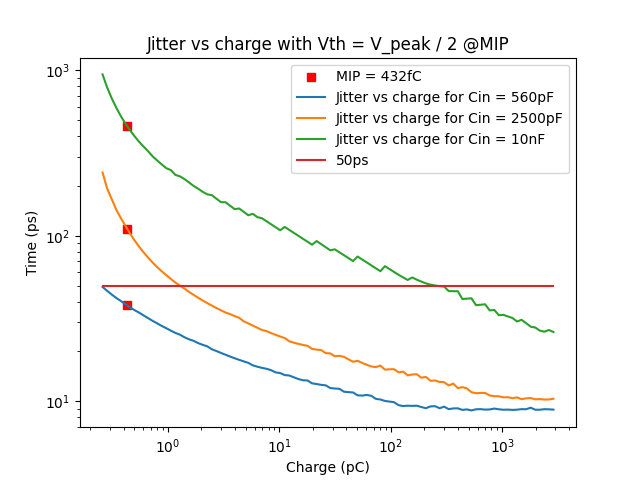 Jitter vs charge with Vth = V_peak / 2 @MIP
MIP = 432fC
Jitter vs charge for Cin = 560pF
Jitter vs charge for Cin = 2500pF
Jitter vs charge for Cin = 10nF
50ps
Time (ps)
10³
10²
10¹
10⁰ 10¹ 10² 10³
Charge (pC)